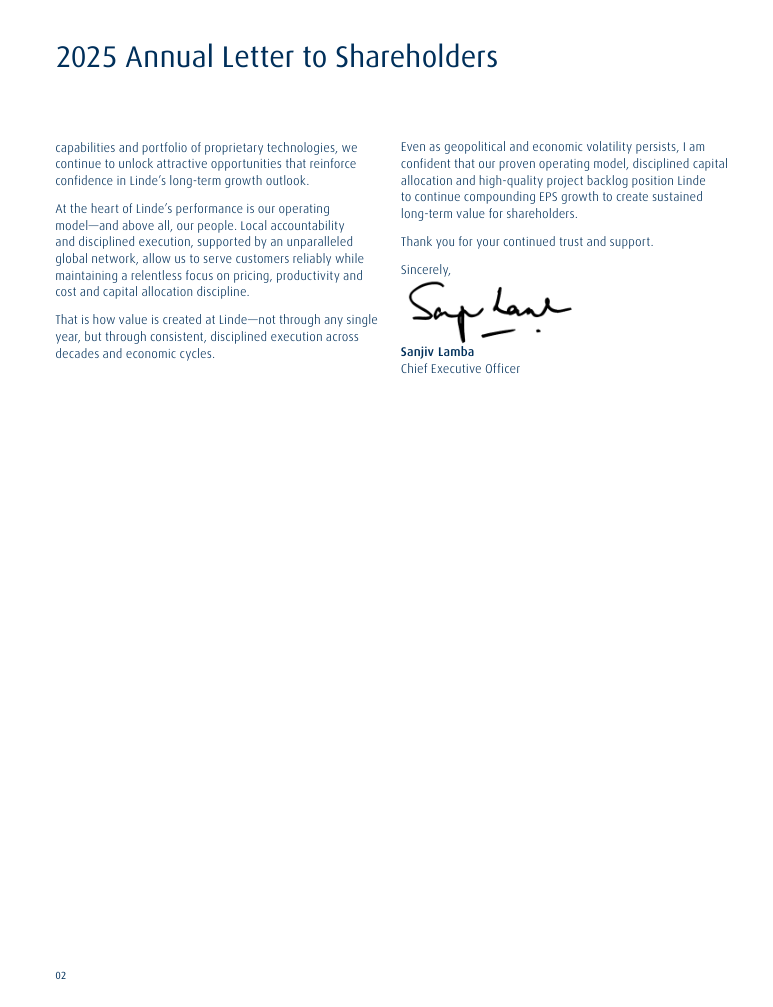 2025 Annual Letter to Shareholders
capabilities and portfolio of proprietary technologies, we
continue to unlock attractive opportunities that reinforce
confidence in Linde's long-term growth outlook.
At the heart of Linde's performance is our operating
model—and above all, our people. Local accountability
and disciplined execution, supported by an unparalleled
global network, allow us to serve customers reliably while
maintaining a relentless focus on pricing, productivity and
cost and capital allocation discipline.
That is how value is created at Linde—not through any single
year, but through consistent, disciplined execution across
decades and economic cycles.
Even as geopolitical and economic volatility persists, I am
confident that our proven operating model, disciplined capital
allocation and high-quality project backlog position Linde
to continue compounding EPS growth to create sustained
long-term value for shareholders.
Thank you for your continued trust and support.
Sincerely,
Sanjiv Lamba
Chief Executive Officer
02